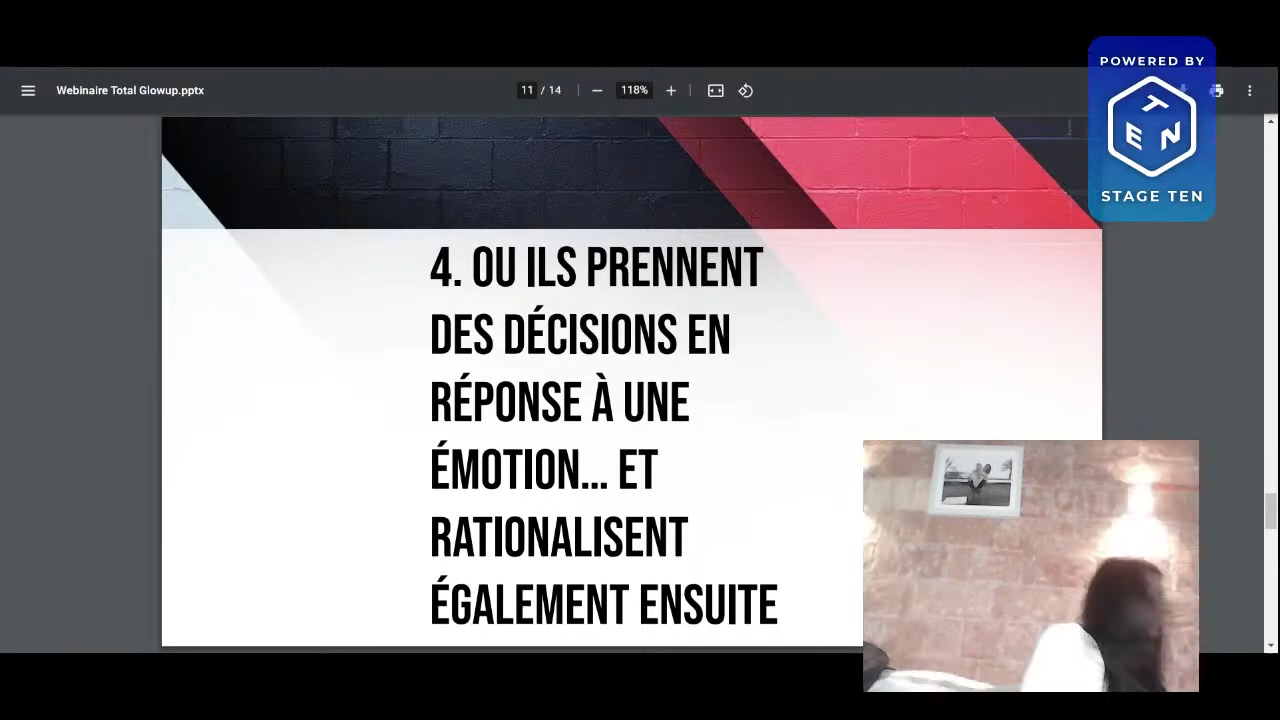 POWERED BY
Webinaire Total Glowup.pptx
11 / 14
118%
TEN
STAGE TEN
4. OU ILS PRENNENT
DES DÉCISIONS EN
RÉPONSE À UNE
ÉMOTION... ET
RATIONALISENT
ÉGALEMENT ENSUITE